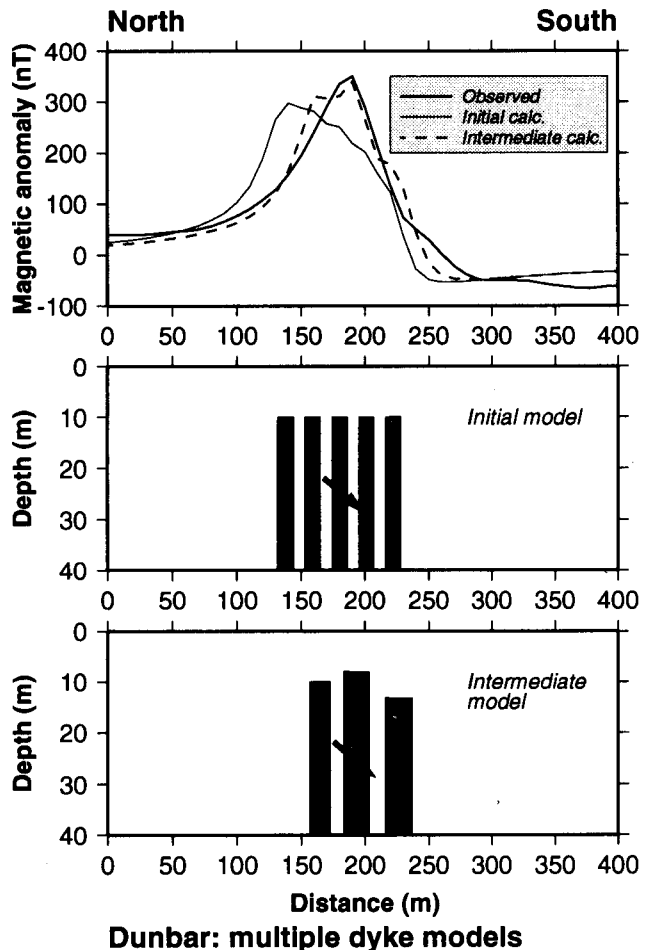 North South
Magnetic anomaly (nT)
400
300
200
100
0
-100
Observed
Initial calc.
Intermediate calc.
0 50 100 150 200 250 300 350 400
Depth (m)
0
10
20
30
40
Initial model
0 50 100 150 200 250 300 350 400
Depth (m)
0
10
20
30
40
Intermediate
model
0 50 100 150 200 250 300 350 400
Distance (m)
Dunbar: multiple dyke models